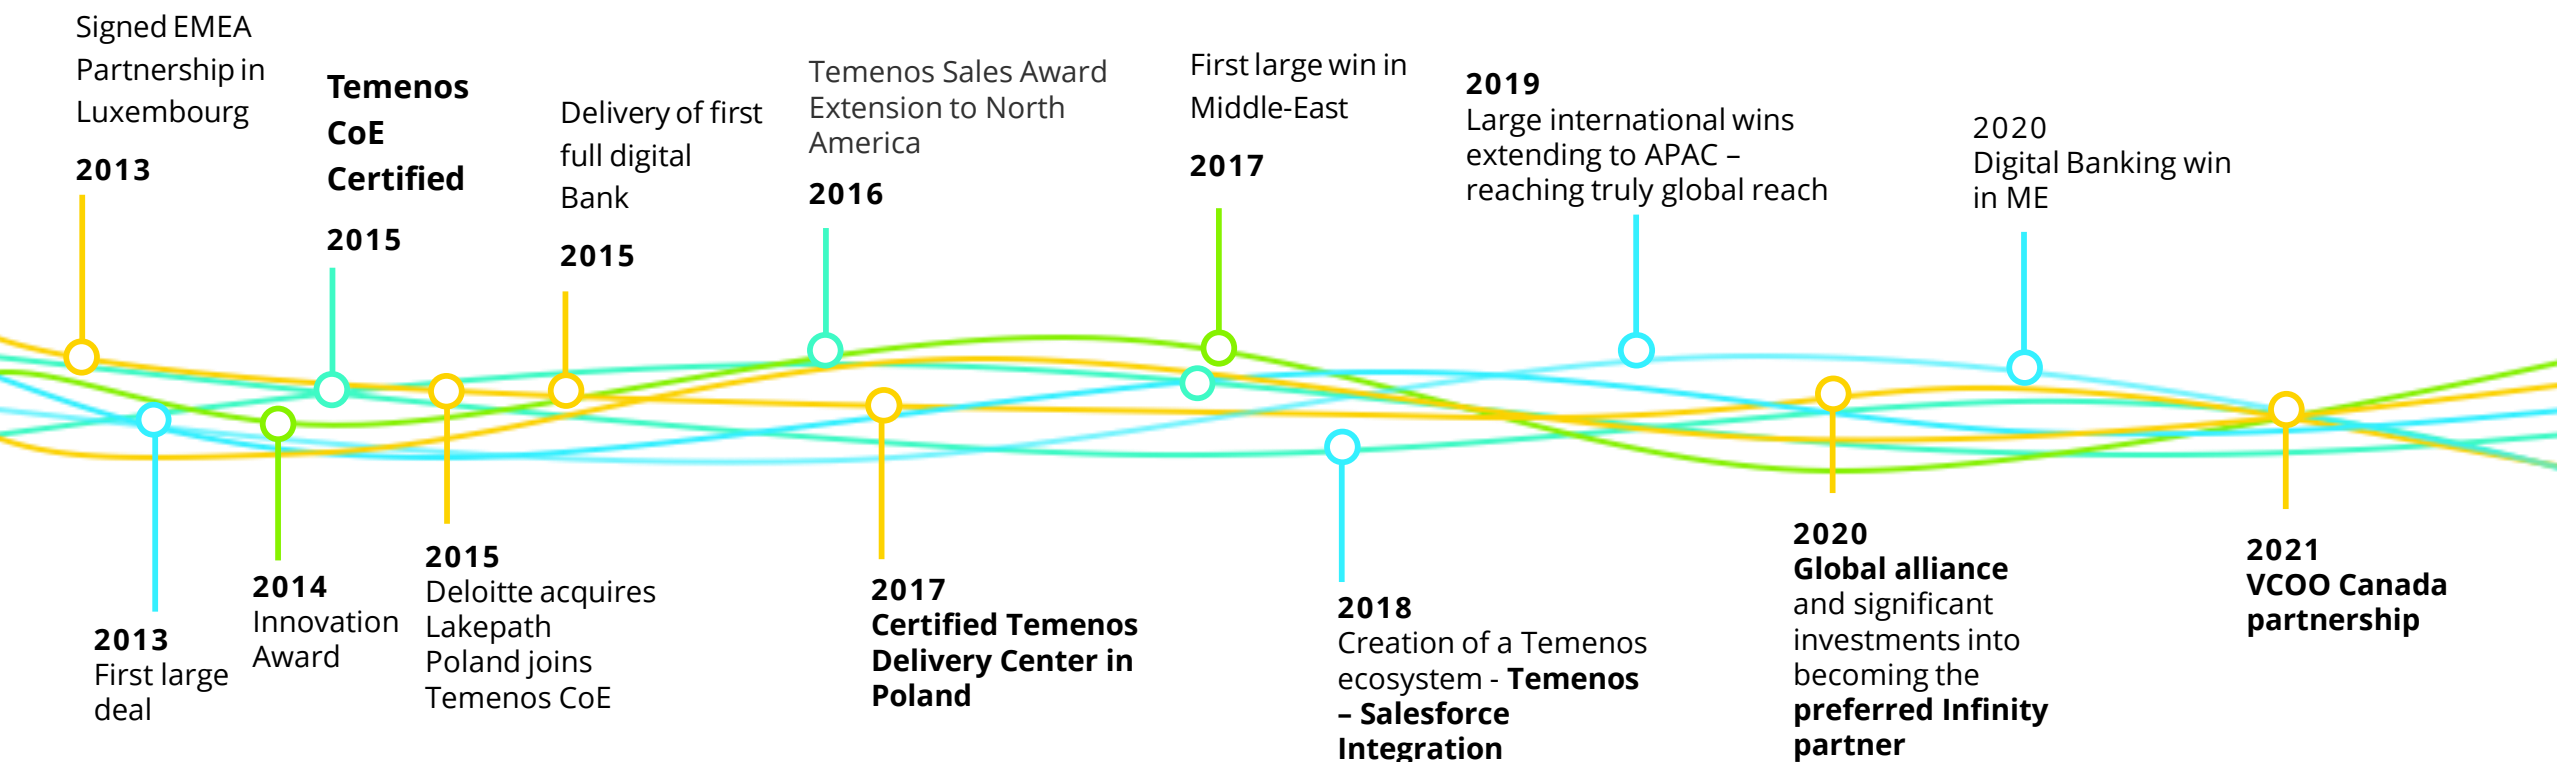 Signed EMEA
Partnership in
Luxembourg
2013
Temenos
CoE
Certified
2015
Delivery of first
full digital
Bank
2015
Temenos Sales Award
Extension to North
America
2016
First large win in
Middle-East
2017
2019
Large international wins
extending to APAC –
reaching truly global reach
2020
Digital Banking win
in ME
2013
First large
deal
2014
Innovation
Award
2015
Deloitte acquires
Lakepath
Poland joins
Temenos CoE
2017
Certified Temenos
Delivery Center in
Poland
2018
Creation of a Temenos
ecosystem - Temenos
– Salesforce
Integration
2020
Global alliance
and significant
investments into
becoming the
preferred Infinity
partner
2021
VCOO Canada
partnership